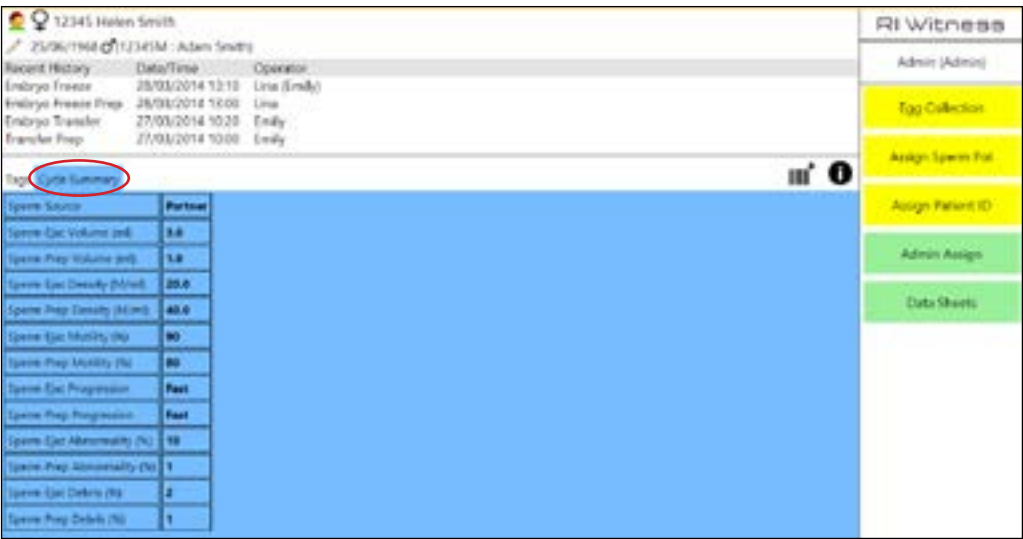 12345 Helen Smith
25/06/1968 (12345M : Adam Smith)
Recent History Date/Time Operator
Embryo Freeze 28/03/2014 13:10 Lina (Emily)
Embryo Freeze Prep 28/03/2014 13:00 Lina
Embryo Transfer 27/03/2014 10:20 Emily
Transfer Prep 27/03/2014 10:00 Emily
Tags Cycle Summary
Sperm Source Partner
Sperm Ejac Volume (ml) 3.0
Sperm Prep Volume (ml) 1.0
Sperm Ejac Density (M/ml) 20.0
Sperm Prep Density (M/ml) 40.0
Sperm Ejac Motility (%) 90
Sperm Prep Motility (%) 80
Sperm Ejac Progression Fast
Sperm Prep Progression Fast
Sperm Ejac Abnormality (%) 10
Sperm Prep Abnormality (%) 1
Sperm Ejac Debris (%) 2
Sperm Prep Debris (%) 1
RI Witness
Admin (Admin)
Egg Collection
Assign Sperm Pot
Assign Patient ID
Admin Assign
Data Sheets